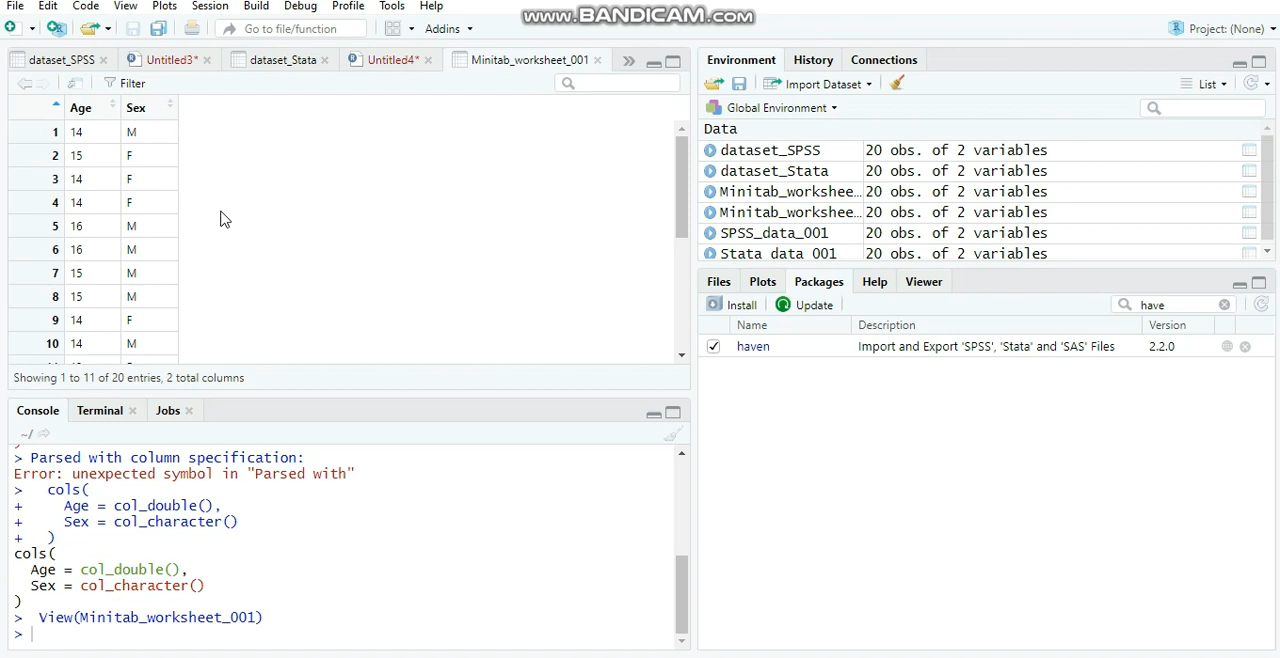 File Edit Code View Plots Session Build Debug Profile Tools Help
www.BANDICAM.com
Go to file/function Addins Project: (None)
dataset_SPSS Untitled3* dataset_Stata Untitled4* Minitab_worksheet_001
Filter
Age Sex
1 14 M
2 15 F
3 14 F
4 14 F
5 16 M
6 16 M
7 15 M
8 15 M
9 14 F
10 14 M
Showing 1 to 11 of 20 entries, 2 total columns
Console Terminal Jobs
~/
> Parsed with column specification:
Error: unexpected symbol in "Parsed with"
> cols(
+ Age = col_double(),
+ Sex = col_character()
+ )
cols(
Age = col_double(),
Sex = col_character()
)
> View(Minitab_worksheet_001)
>
Environment History Connections
Import Dataset List
Global Environment
Data
dataset_SPSS 20 obs. of 2 variables
dataset_Stata 20 obs. of 2 variables
Minitab_workshee… 20 obs. of 2 variables
Minitab_workshee… 20 obs. of 2 variables
SPSS_data_001 20 obs. of 2 variables
Stata data 001 20 obs. of 2 variables
Files Plots Packages Help Viewer
Install Update have
Name Description Version
haven Import and Export 'SPSS', 'Stata' and 'SAS' Files 2.2.0